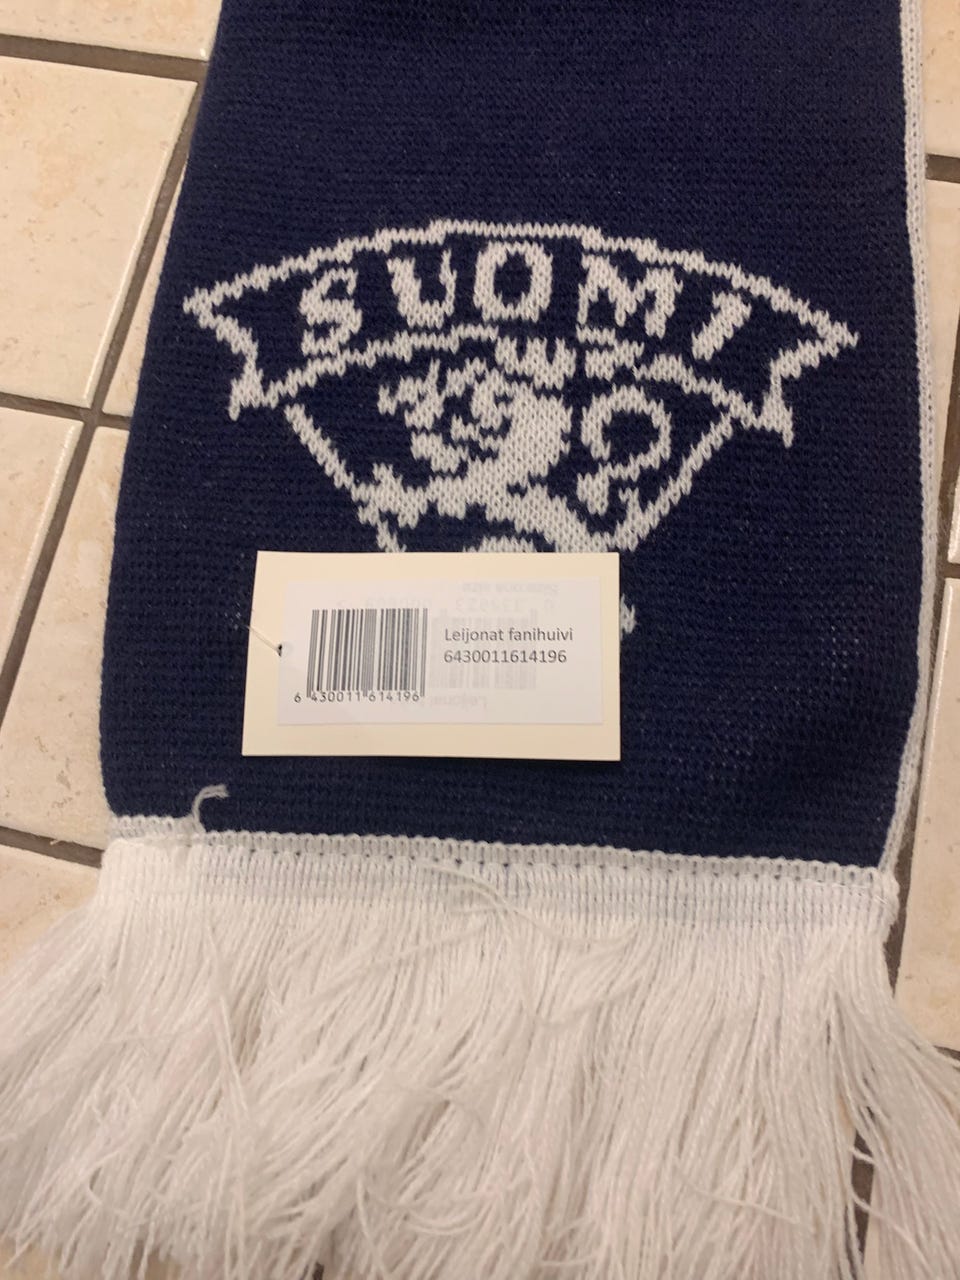 SUOMI
Leijonat fanihuivi
6430011614196
6 430011 614196